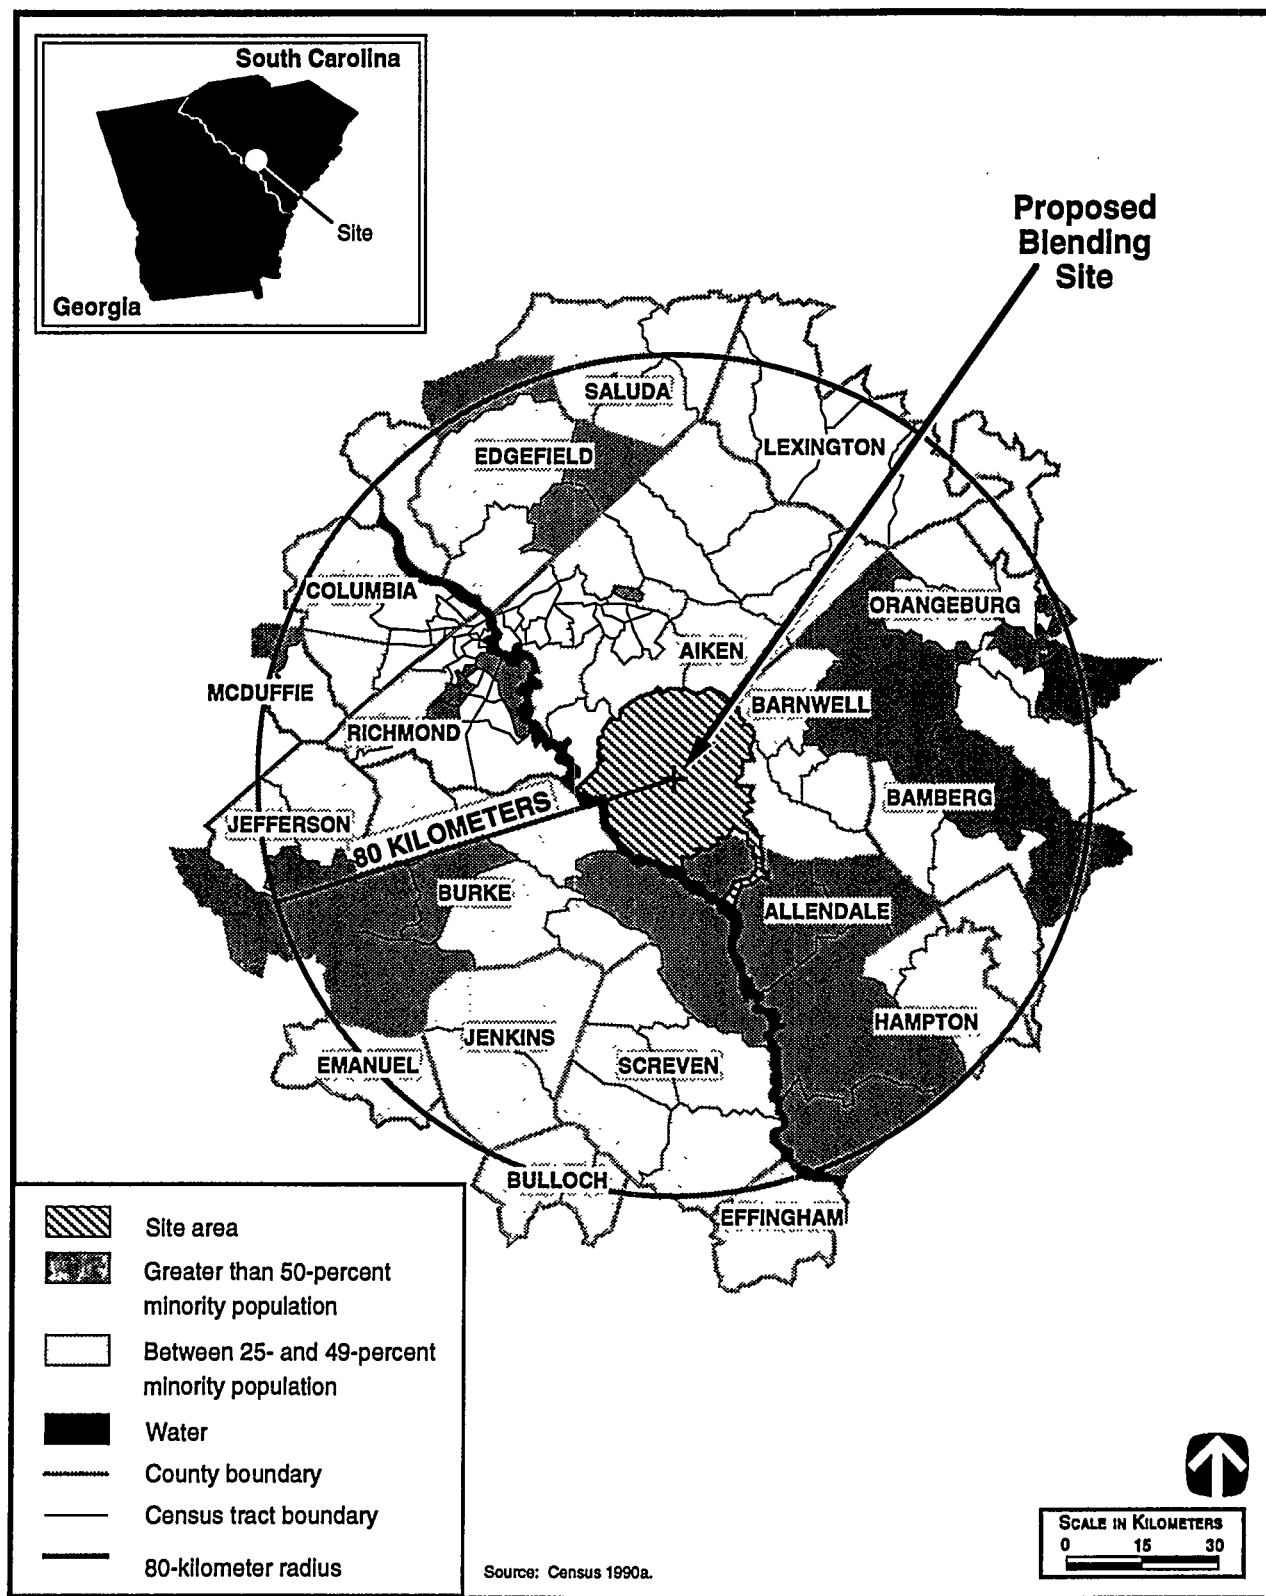 South Carolina
Site
Georgia
Proposed
Blending
Site
SALUDA
LEXINGTON
EDGEFIELD
COLUMBIA
ORANGEBURG
AIKEN
MCDUFFIE
BARNWELL
RICHMOND
BAMBERG
JEFFERSON
80 KILOMETERS
BURKE
ALLENDALE
HAMPTON
JENKINS
EMANUEL
SCREVEN
BULLOCH
EFFINGHAM
Site area
Greater than 50-percent
minority population
Between 25- and 49-percent
minority population
Water
County boundary
Census tract boundary
80-kilometer radius
Source: Census 1990a.
SCALE IN KILOMETERS
0 15 30